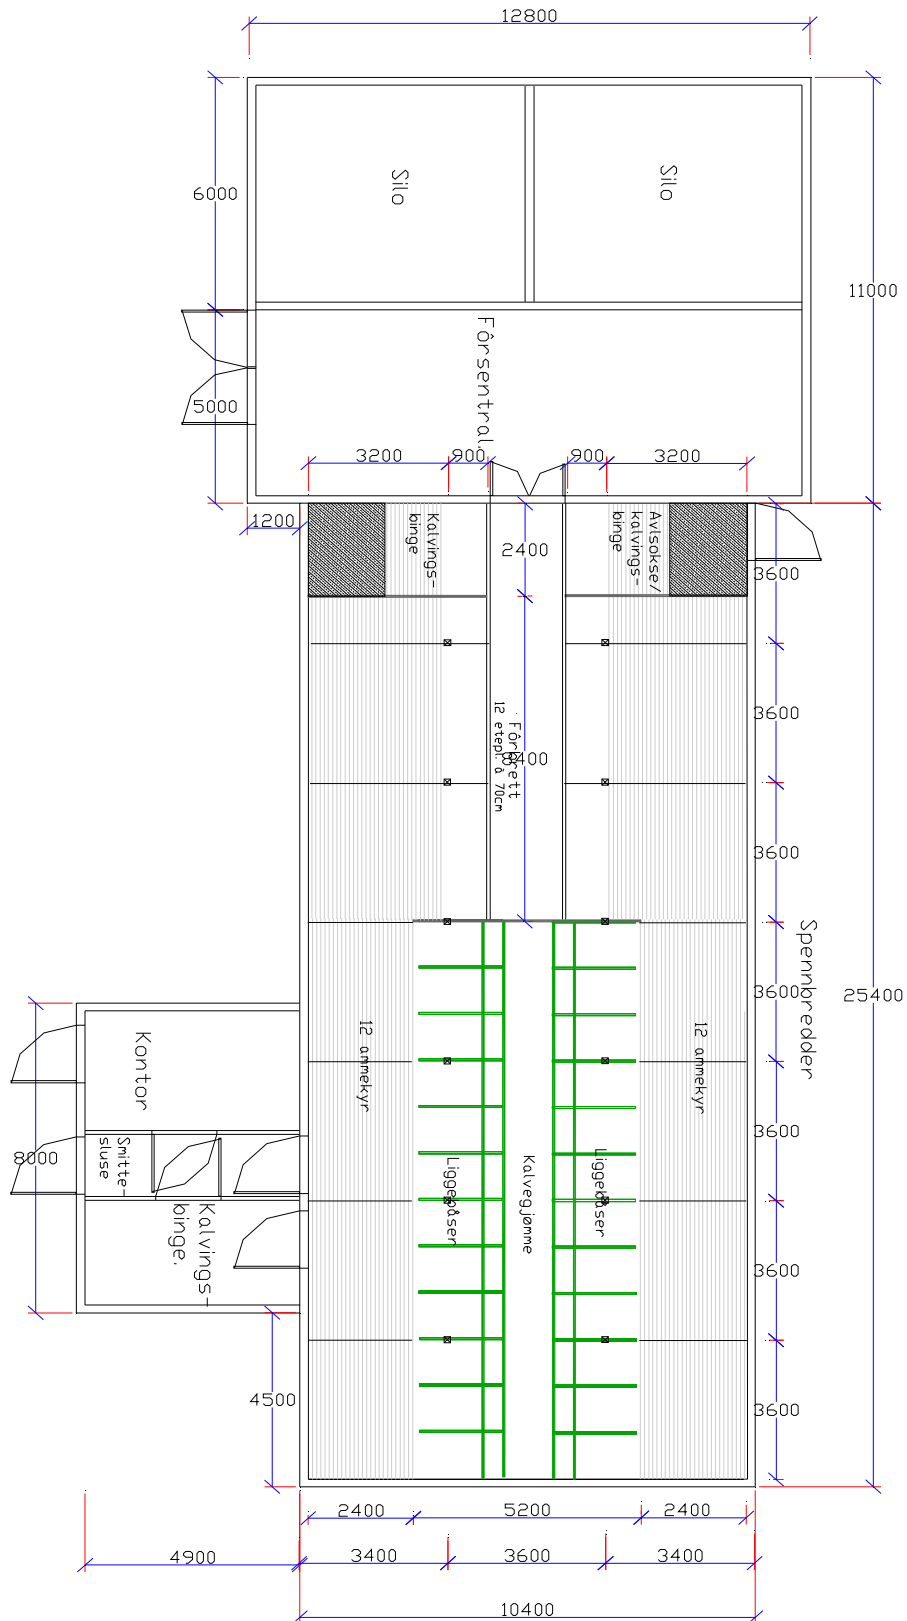 12800
6000
Silo
Silo
11000
Fôrsentral.
5000
3200
900
900
3200
1200
Kalvings-
binge
2400
Avlsokse/
kalvings-
binge
3600
3600
Fôrbrett
12 etepl. à 70cm
8400
3600
Spennbredder
3600
25400
12 ammekyr
12 ammekyr
Kontor
3600
8000
Smitte-
sluse
Liggebåser
Kalvegjømme
Liggebåser
Kalvings-
binge.
3600
4500
3600
2400
5200
2400
4900
3400
3600
3400
10400